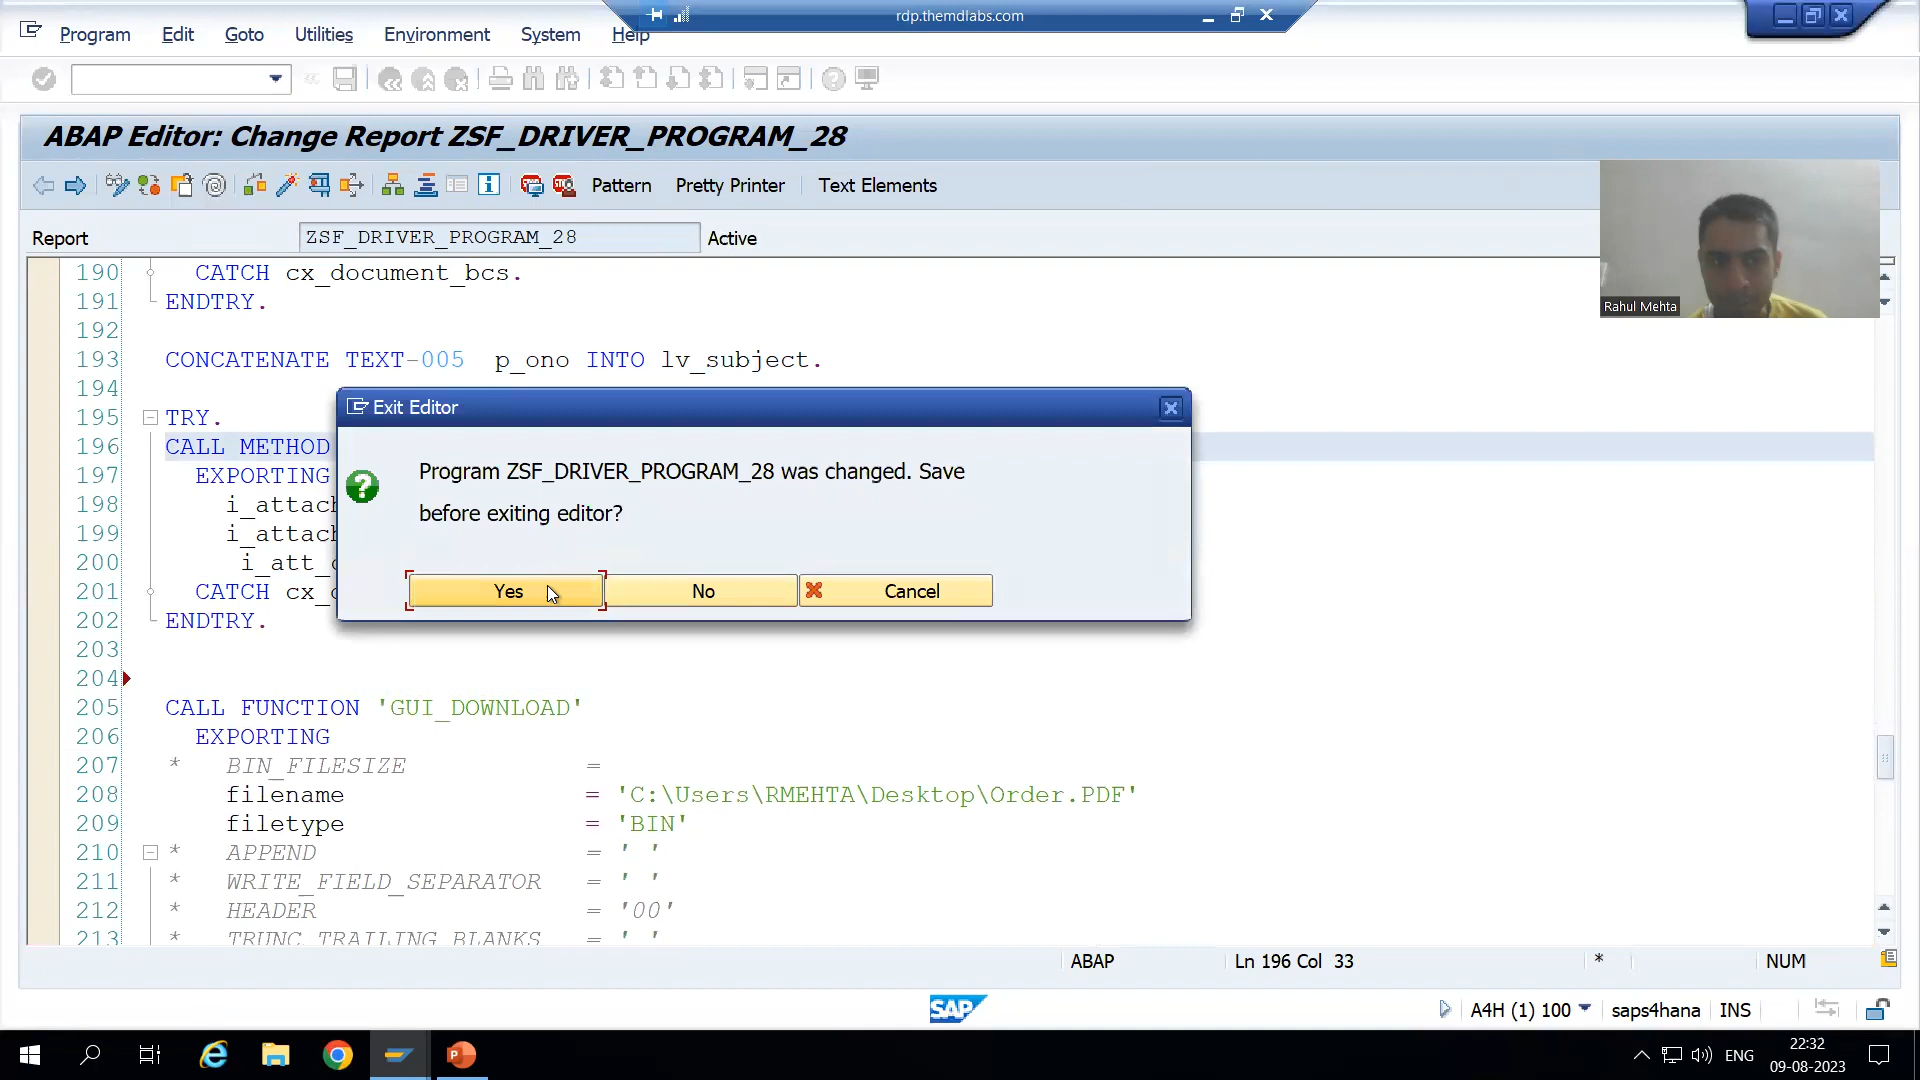 rdp.themdlabs.com
Program Edit Goto Utilities Environment System Help
ABAP Editor: Change Report ZSF_DRIVER_PROGRAM_28
Pattern Pretty Printer Text Elements
Report ZSF_DRIVER_PROGRAM_28 Active
Rahul Mehta
190 CATCH cx_document_bcs.
191 ENDTRY.
192
193 CONCATENATE TEXT-005 p_ono INTO lv_subject.
194
195 TRY.
196 CALL METHOD
197 EXPORTING
198 i_attach
199 i_attach
200 i_att_
201 CATCH cx_
202 ENDTRY.
203
204
205 CALL FUNCTION 'GUI_DOWNLOAD'
206 EXPORTING
207 * BIN_FILESIZE =
208 filename = 'C:\Users\RMEHTA\Desktop\Order.PDF'
209 filetype = 'BIN'
210 * APPEND = ' '
211 * WRITE_FIELD_SEPARATOR = ' '
212 * HEADER = '00'
213 * TRUNC_TRAILING_BLANKS = ' '
Exit Editor
Program ZSF_DRIVER_PROGRAM_28 was changed. Save
before exiting editor?
Yes No Cancel
ABAP Ln 196 Col 33 * NUM
SAP
A4H (1) 100 saps4hana INS
ENG
22:32
09-08-2023